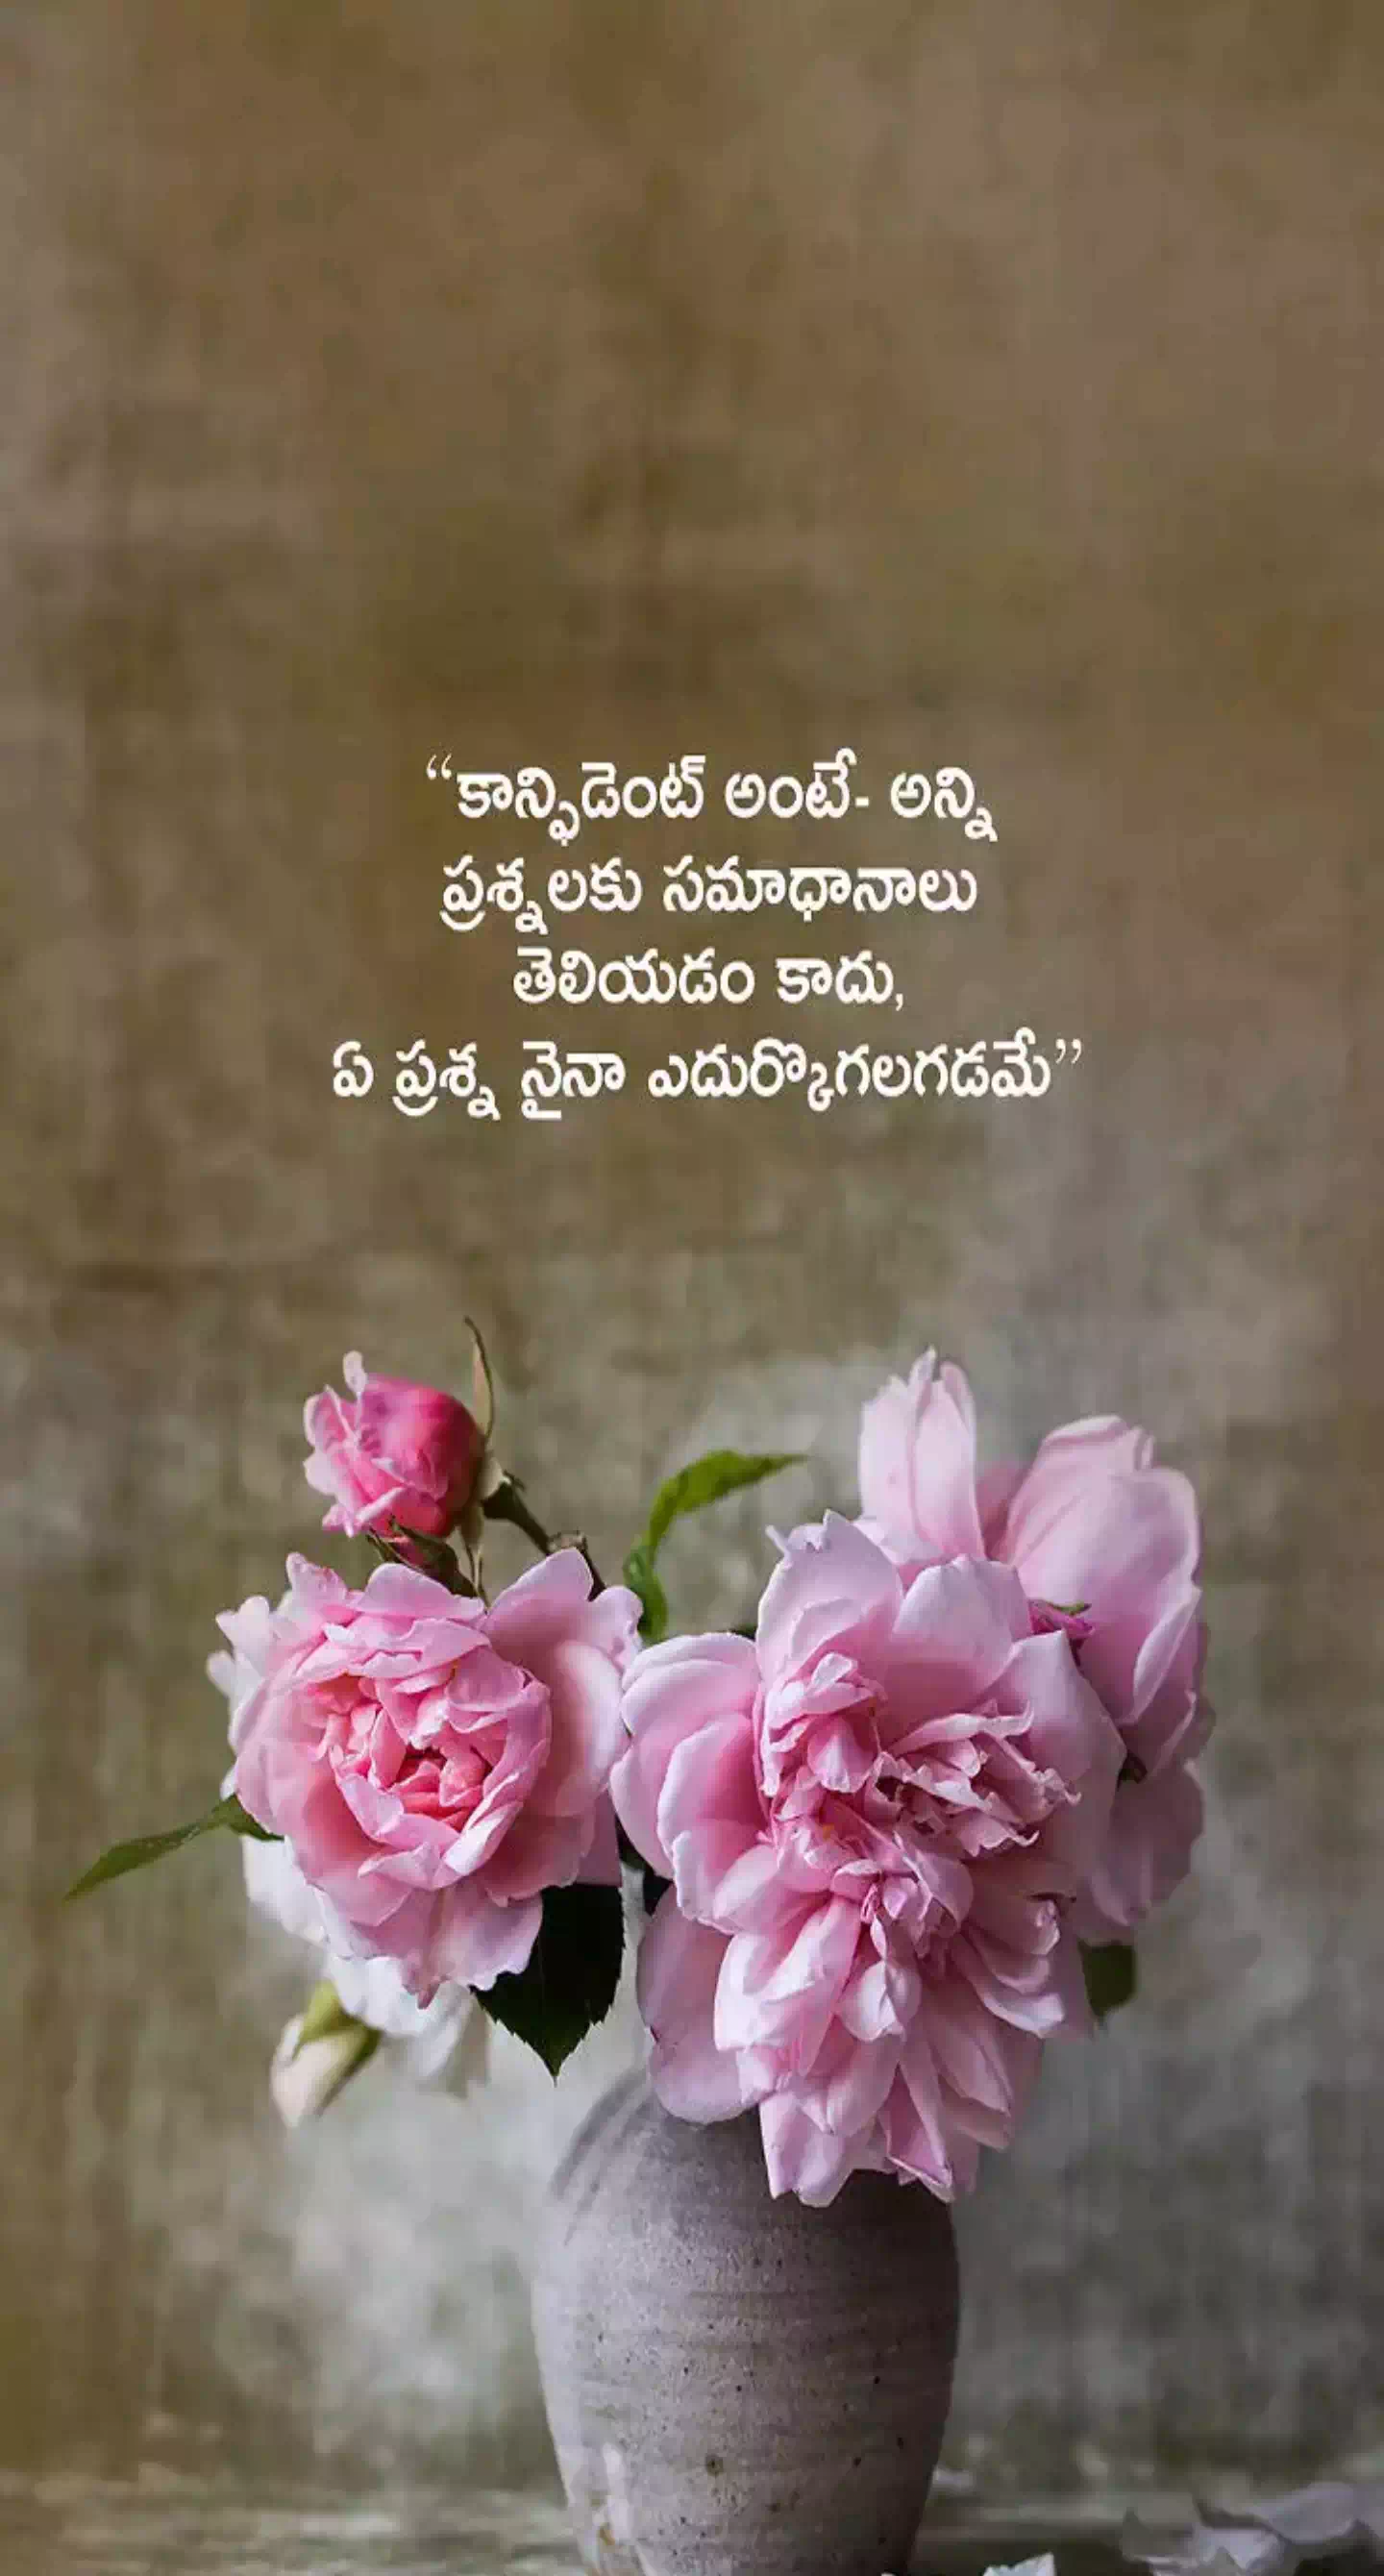 “కాన్ఫిడెంట్ అంటే- అన్ని
ప్రశ్నలకు సమాధానాలు
తెలియడం కాదు,
ఏ ప్రశ్న నైనా ఎదుర్కొగలగడమే”